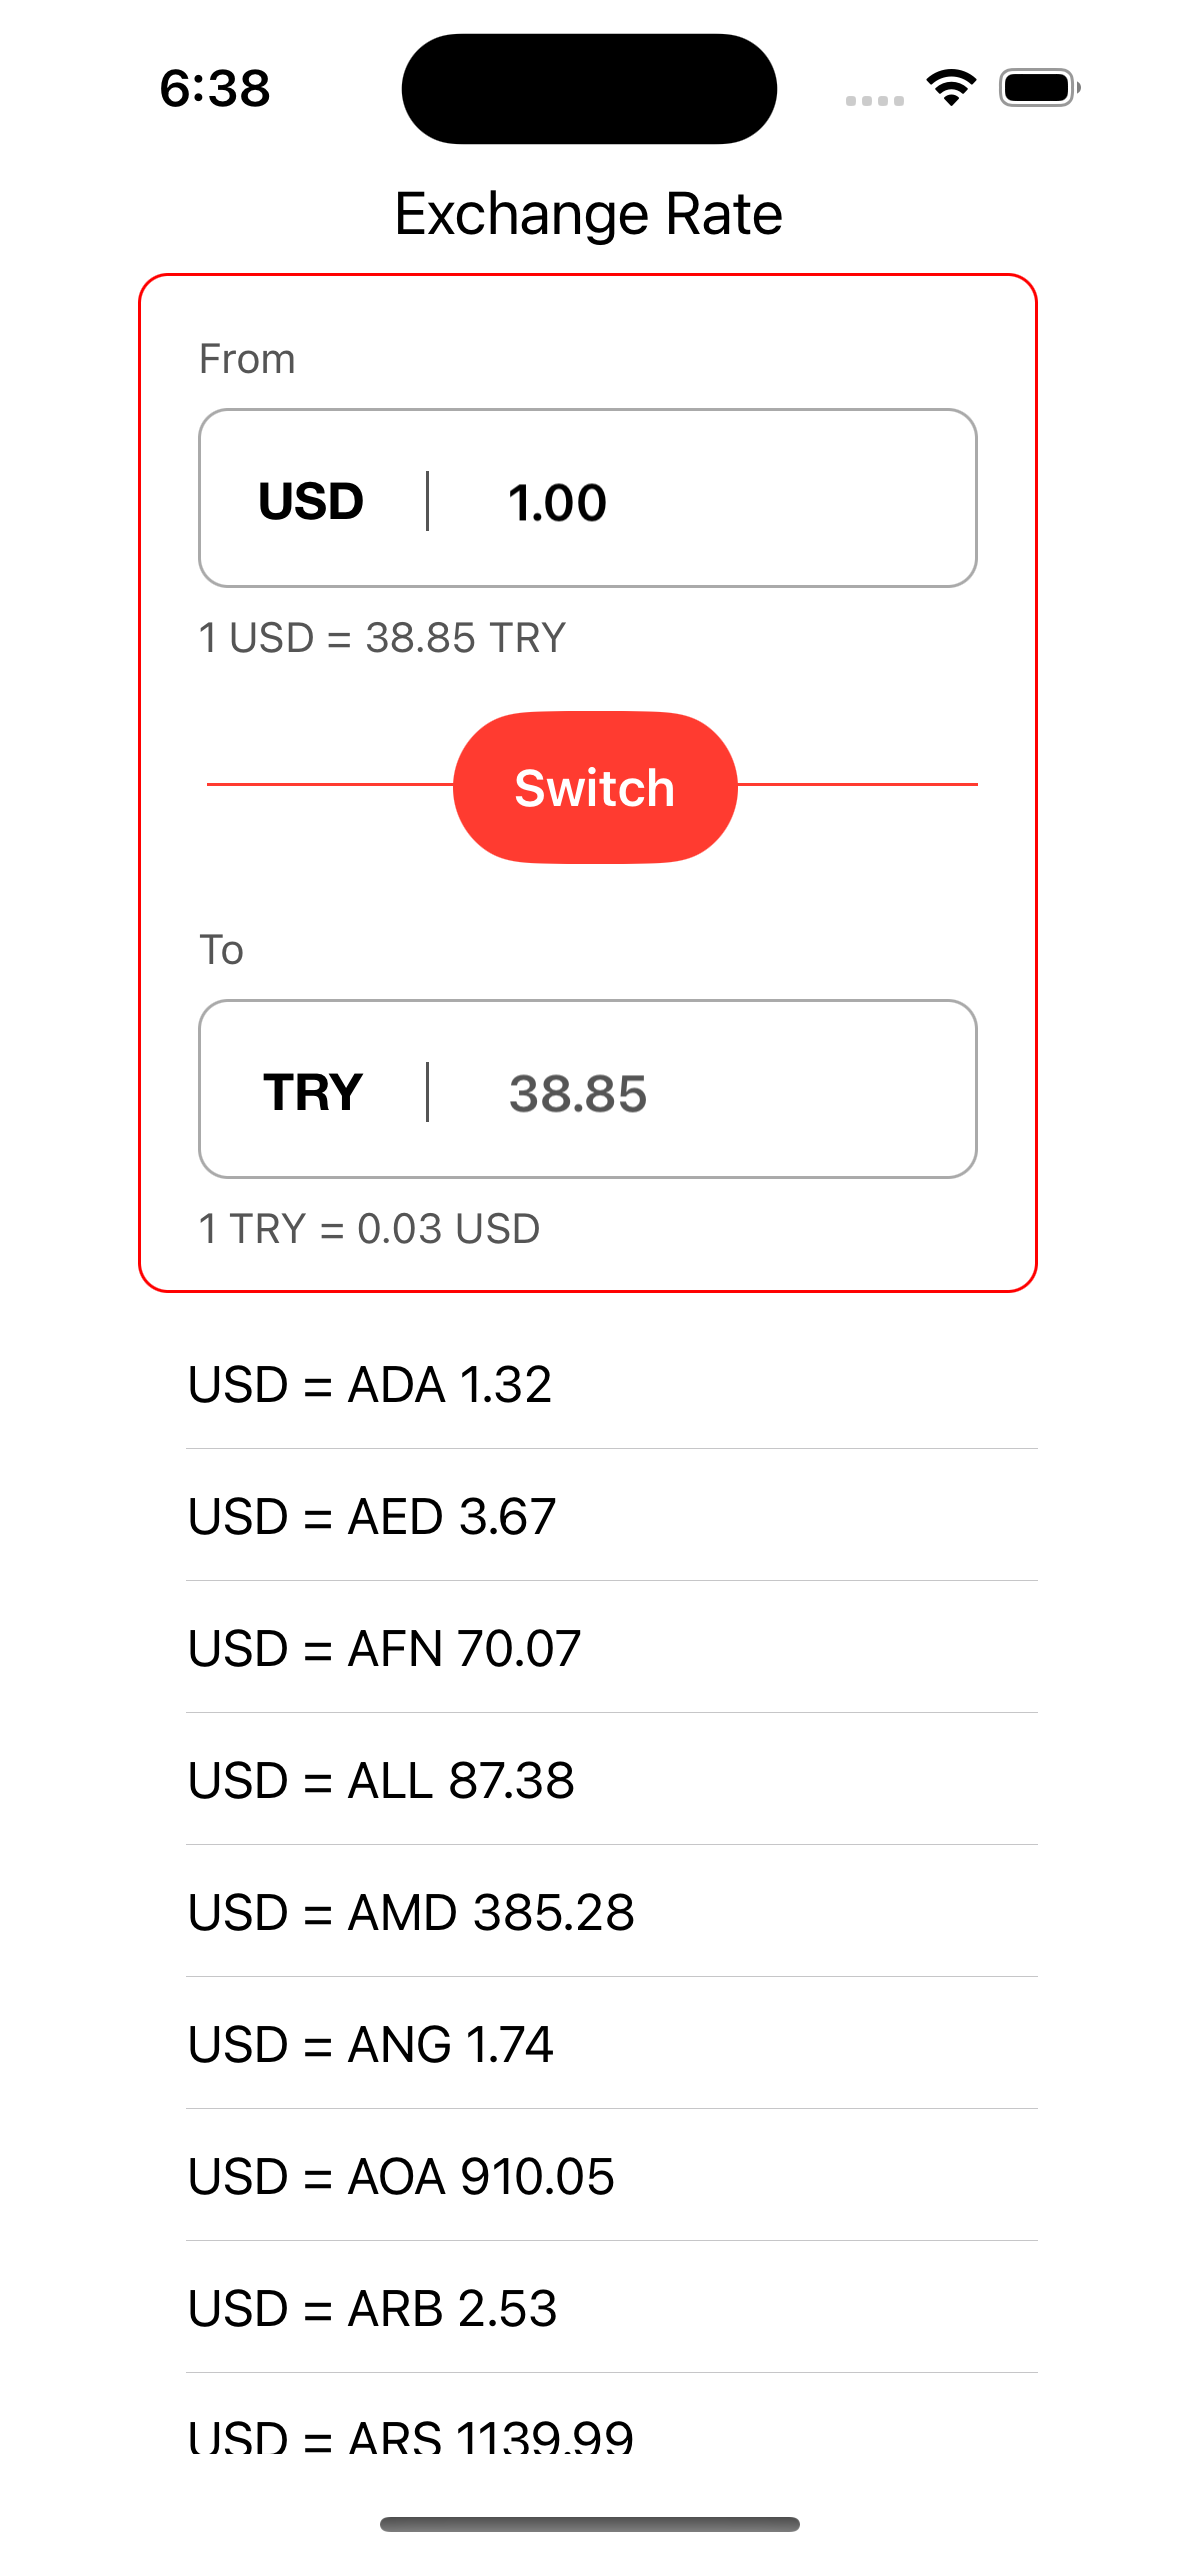 6:38
Exchange Rate
From
USD 1.00
1 USD = 38.85 TRY
Switch
To
TRY 38.85
1 TRY = 0.03 USD
USD = ADA 1.32
USD = AED 3.67
USD = AFN 70.07
USD = ALL 87.38
USD = AMD 385.28
USD = ANG 1.74
USD = AOA 910.05
USD = ARB 2.53
USD = ARS 1139.99